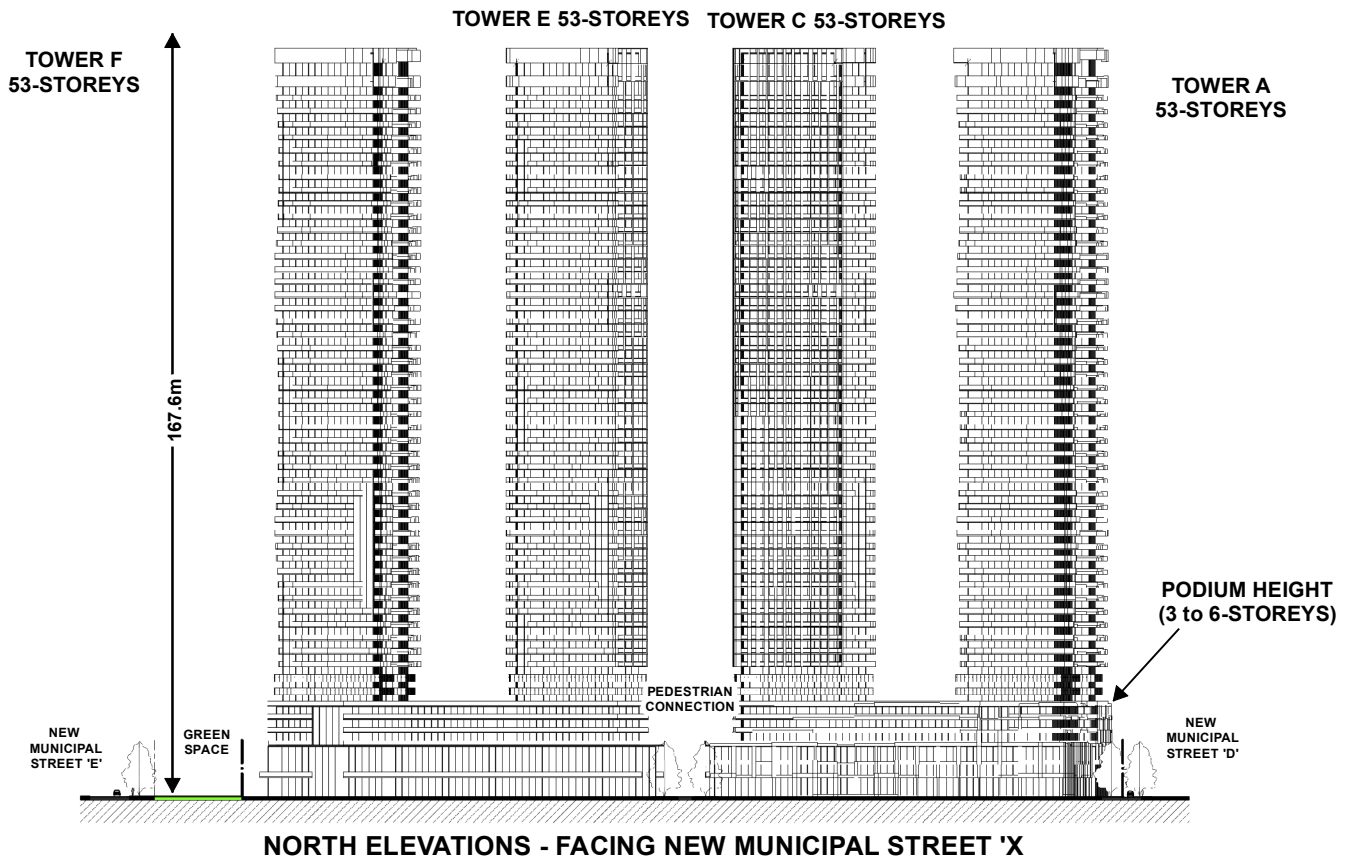 TOWER E 53-STOREYS
TOWER C 53-STOREYS
TOWER F
53-STOREYS
TOWER A
53-STOREYS
167.6m
PODIUM HEIGHT
(3 to 6-STOREYS)
PEDESTRIAN
CONNECTION
NEW
MUNICIPAL
STREET 'E'
GREEN
SPACE
NEW
MUNICIPAL
STREET 'D'
NORTH ELEVATIONS - FACING NEW MUNICIPAL STREET 'X